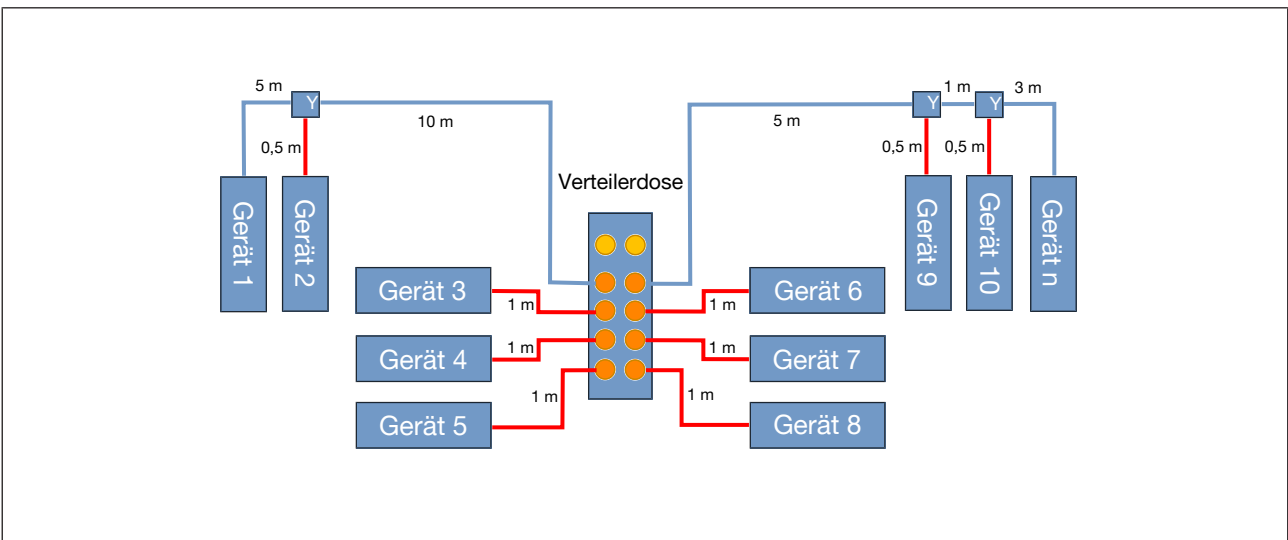 5 m
Y
10 m
0,5 m
Gerät 1
Gerät 2
5 m
Y
1 m
Y
3 m
0,5 m
0,5 m
Gerät 9
Gerät 10
Gerät n
Verteilerdose
Gerät 3
1 m
1 m
Gerät 6
Gerät 4
1 m
1 m
Gerät 7
Gerät 5
1 m
1 m
Gerät 8